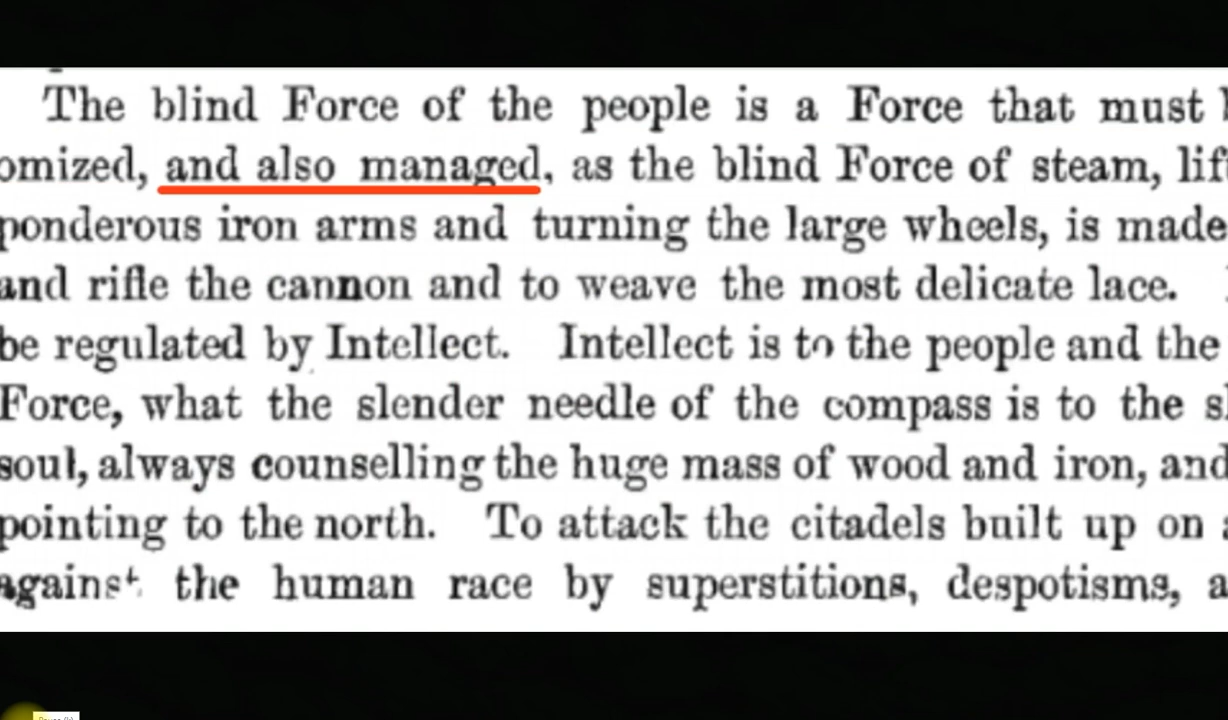 The blind Force of the people is a Force that must
omized, and also managed, as the blind Force of steam, lif
ponderous iron arms and turning the large wheels, is made
and rifle the cannon and to weave the most delicate lace.
be regulated by Intellect. Intellect is to the people and the
Force, what the slender needle of the compass is to the sl
soul, always counselling the huge mass of wood and iron, and
pointing to the north. To attack the citadels built up on
against the human race by superstitions, despotisms, a